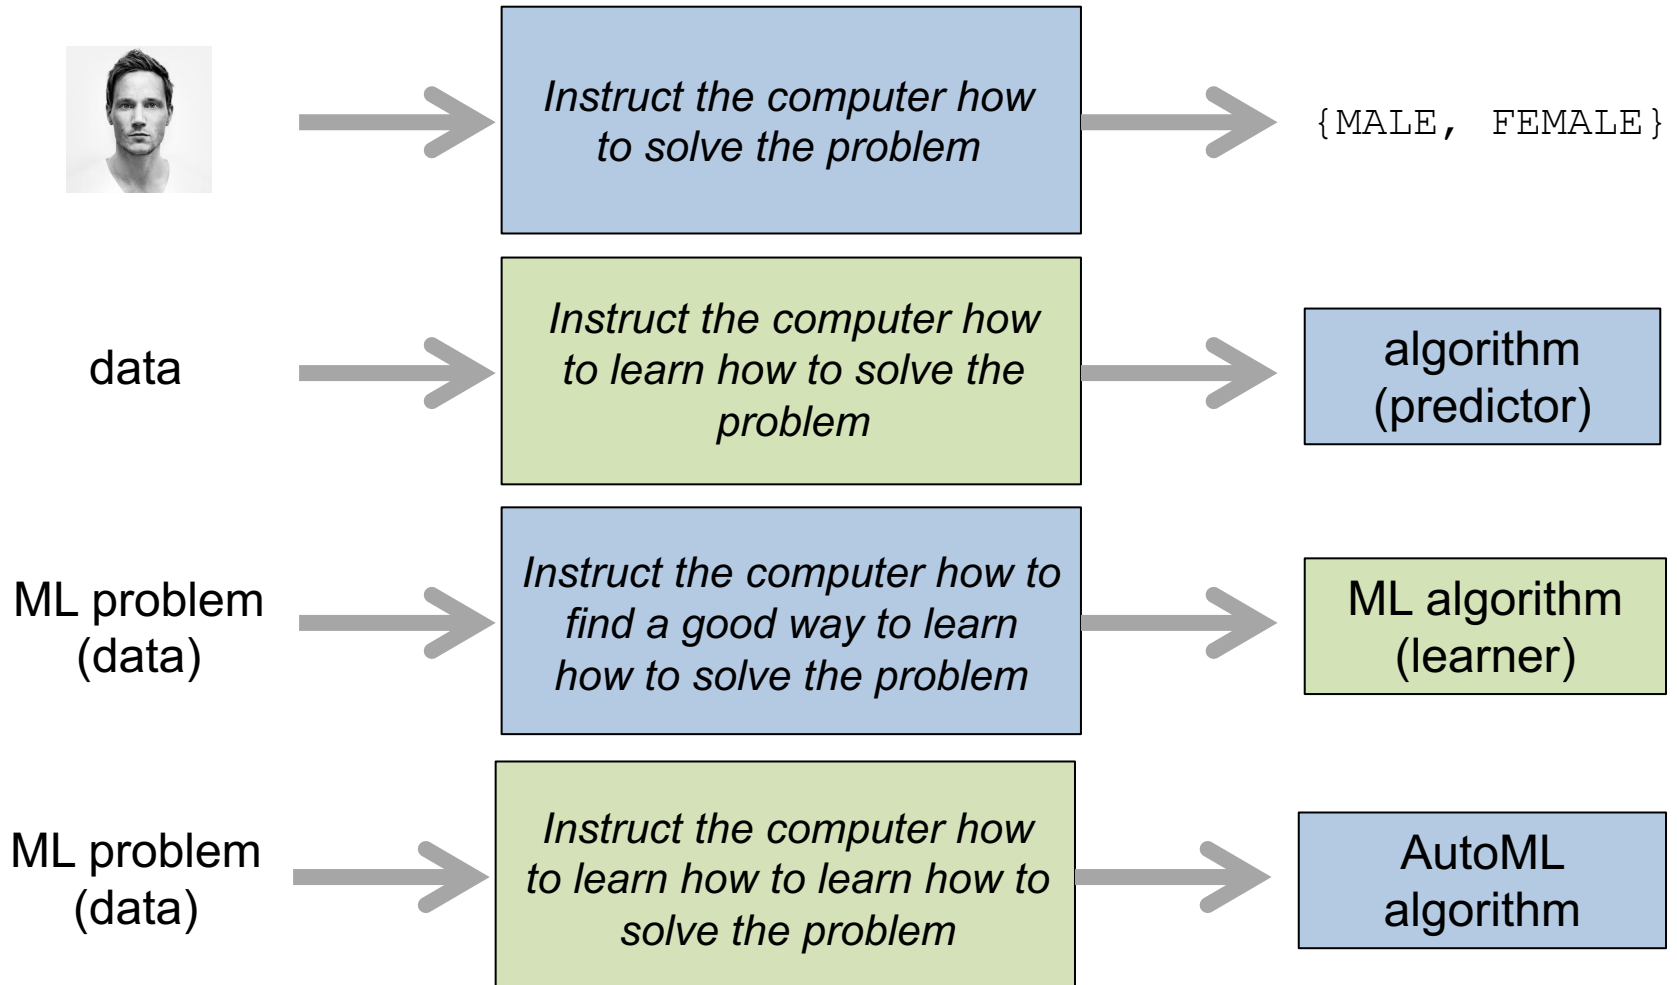 Instruct the computer how
to solve the problem
{MALE, FEMALE}
data
Instruct the computer how
to learn how to solve the
problem
algorithm
(predictor)
ML problem
(data)
Instruct the computer how to
find a good way to learn
how to solve the problem
ML algorithm
(learner)
ML problem
(data)
Instruct the computer how
to learn how to learn how to
solve the problem
AutoML
algorithm